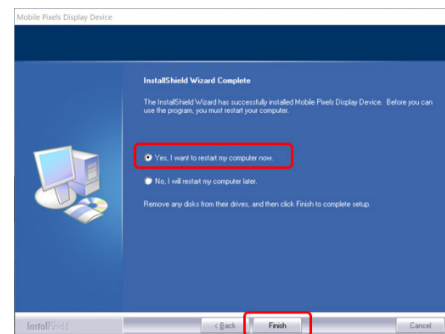 Mobile Pixels Display Device
InstallShield Wizard Complete
The InstallShield Wizard has successfully installed Mobile Pixels Display Device. Before you can
use the program, you must restart your computer.
Yes, I want to restart my computer now.
No, I will restart my computer later.
Remove any disks from their drives, and then click Finish to complete setup.
InstallShield
< Back
Finish
Cancel